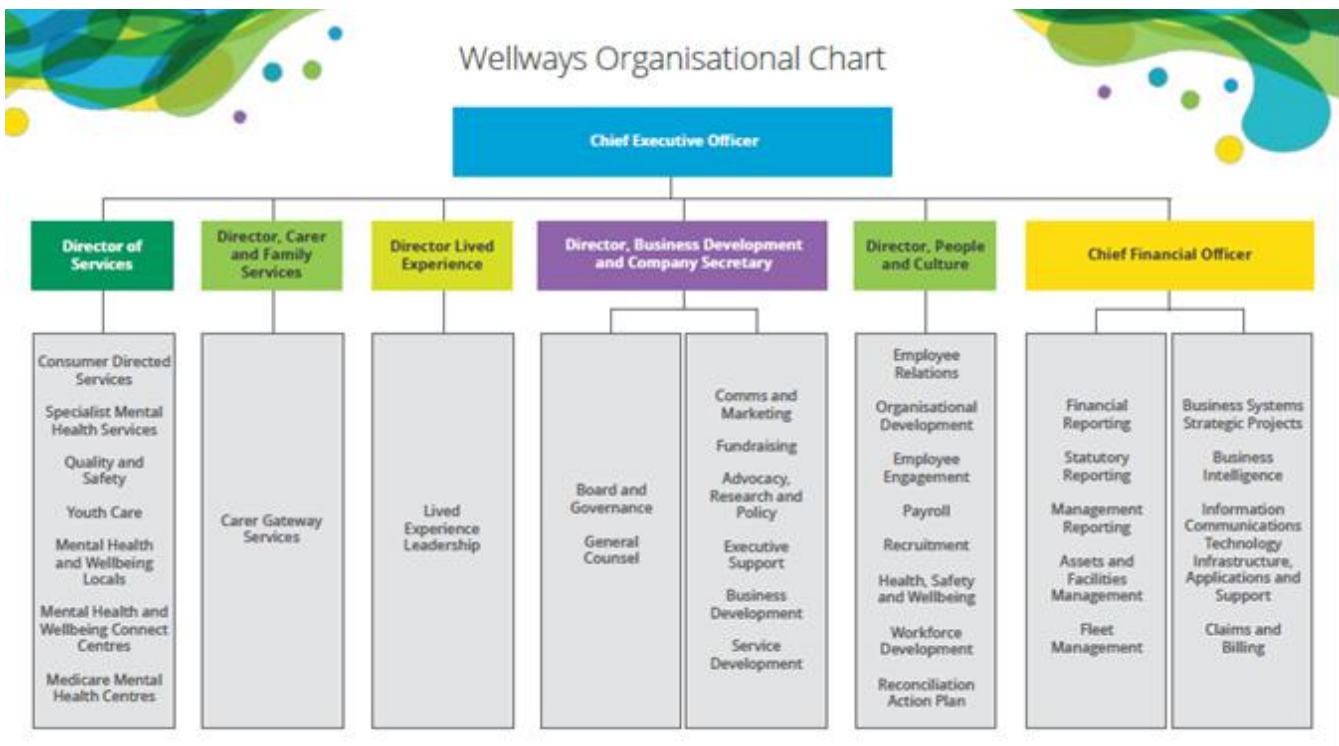 Wellways Organisational Chart
Chief Executive Officer
Director of
Services
Director, Carer
and Family
Services
Director Lived
Experience
Director, Business Development
and Company Secretary
Director, People
and Culture
Chief Financial Officer
Consumer Directed
Services
Specialist Mental
Health Services
Quality and
Safety
Youth Care
Mental Health
and Wellbeing
Locals
Mental Health and
Wellbeing Connect
Centres
Medicare Mental
Health Centres
Carer Gateway
Services
Lived
Experience
Leadership
Board and
Governance
General
Counsel
Comms and
Marketing
Fundraising
Advocacy,
Research and
Policy
Executive
Support
Business
Development
Service
Development
Employee
Relations
Organisational
Development
Employee
Engagement
Payroll
Recruitment
Health, Safety
and Wellbeing
Workforce
Development
Reconciliation
Action Plan
Financial
Reporting
Statutory
Reporting
Management
Reporting
Assets and
Facilities
Management
Fleet
Management
Business Systems
Strategic Projects
Business
Intelligence
Information
Communications
Technology
Infrastructure,
Applications and
Support
Claims and
Billing